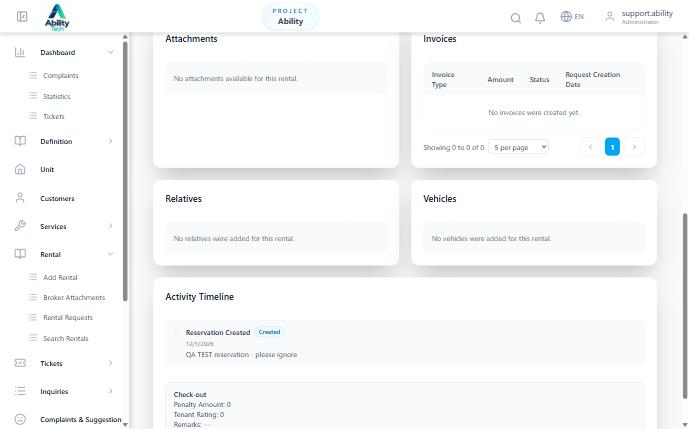 Ability
Tech
PROJECT
Ability
EN
support.ability
Administrator
Dashboard
Complaints
Statistics
Tickets
Definition
Unit
Customers
Services
Rental
Add Rental
Broker Attachments
Rental Requests
Search Rentals
Tickets
Inquiries
Complaints & Suggestion
Attachments
No attachments available for this rental.
Invoices
Invoice Type
Amount
Status
Request Creation Date
No invoices were created yet.
Showing 0 to 0 of 0
5 per page
1
Relatives
No relatives were added for this rental.
Vehicles
No vehicles were added for this rental.
Activity Timeline
Reservation Created
Created
12/1/2026
QA TEST reservation - please ignore
Check-out
Penalty Amount: 0
Tenant Rating: 0
Remarks: —